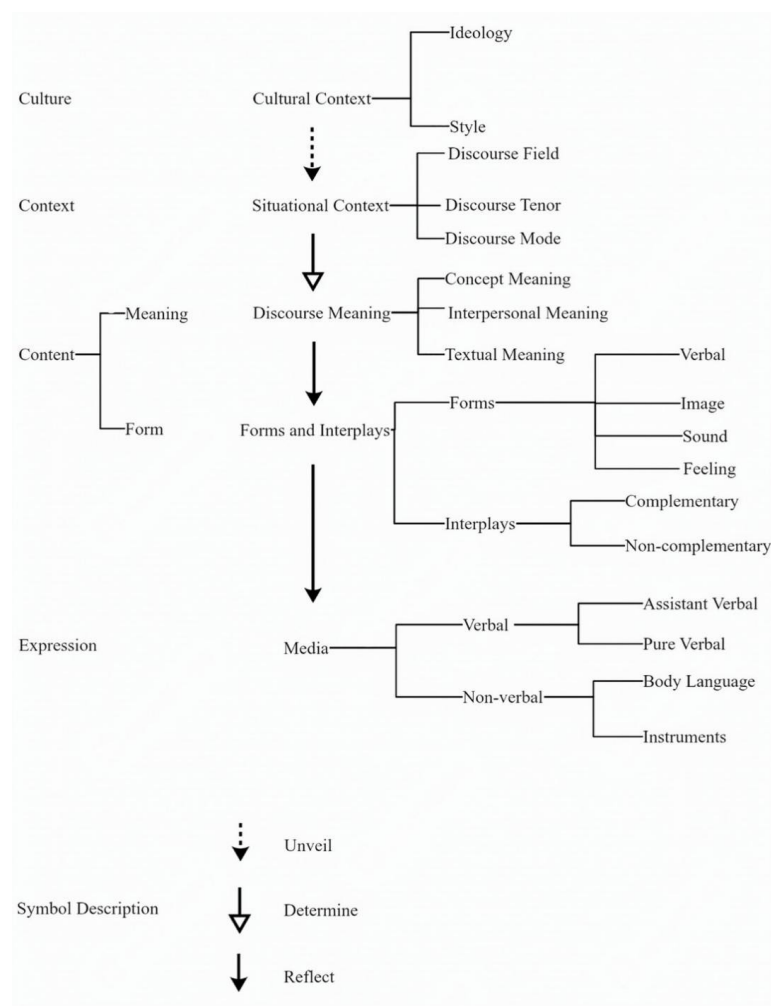 Ideology
Culture
Cultural Context
Style
Discourse Field
Context
Situational Context
Discourse Tenor
Discourse Mode
Concept Meaning
Meaning
Discourse Meaning
Interpersonal Meaning
Content
Textual Meaning
Verbal
Forms
Image
Form
Forms and Interplays
Sound
Feeling
Complementary
Interplays
Non-complementary
Assistant Verbal
Verbal
Expression
Media
Pure Verbal
Body Language
Non-verbal
Instruments
Unveil
Symbol Description
Determine
Reflect